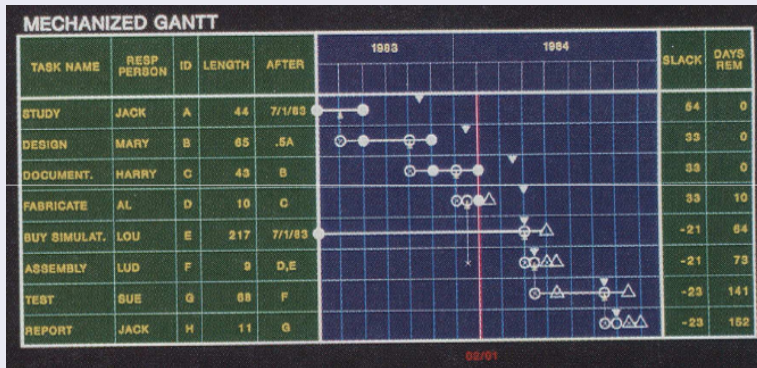 MECHANIZED GANTT
TASK NAME RESP PERSON ID LENGTH AFTER 1983 1984 SLACK DAYS REM
STUDY JACK A 44 7/1/83 54 0
DESIGN MARY B 65 .5A 33 0
DOCUMENT. HARRY C 43 B 33 0
FABRICATE AL D 10 C 33 10
BUY SIMULAT. LOU E 217 7/1/83 -21 64
ASSEMBLY LUD F 9 D,E -21 73
TEST SUE G 68 F -23 141
REPORT JACK H 11 G -23 152
02/01